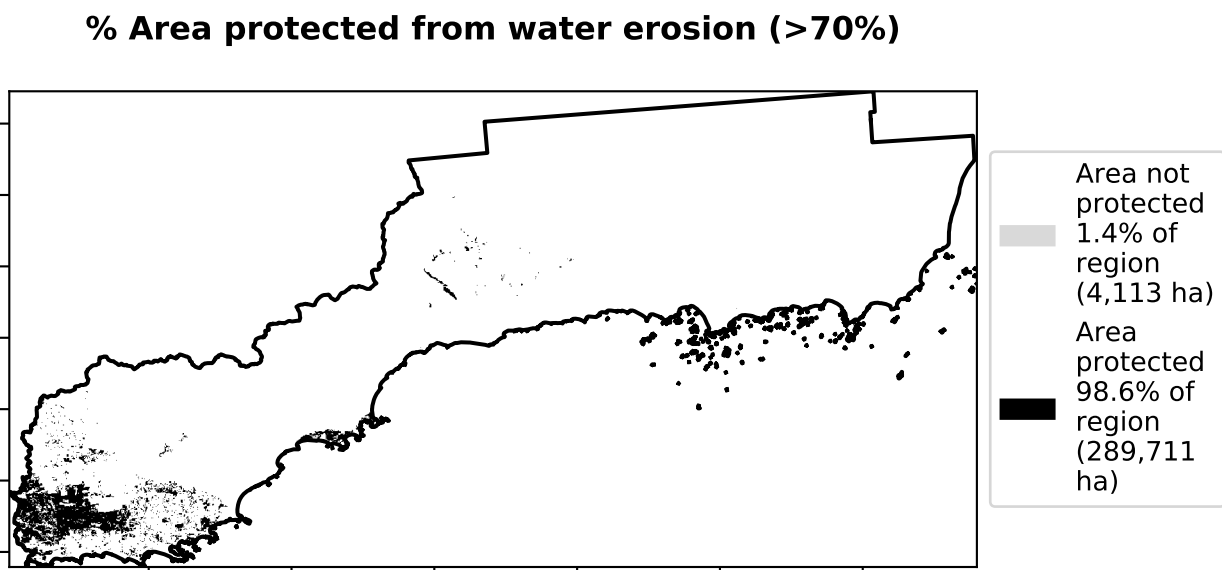 % Area protected from water erosion (>70%)
Area not
protected
1.4% of
region
(4,113 ha)
Area
protected
98.6% of
region
(289,711
ha)